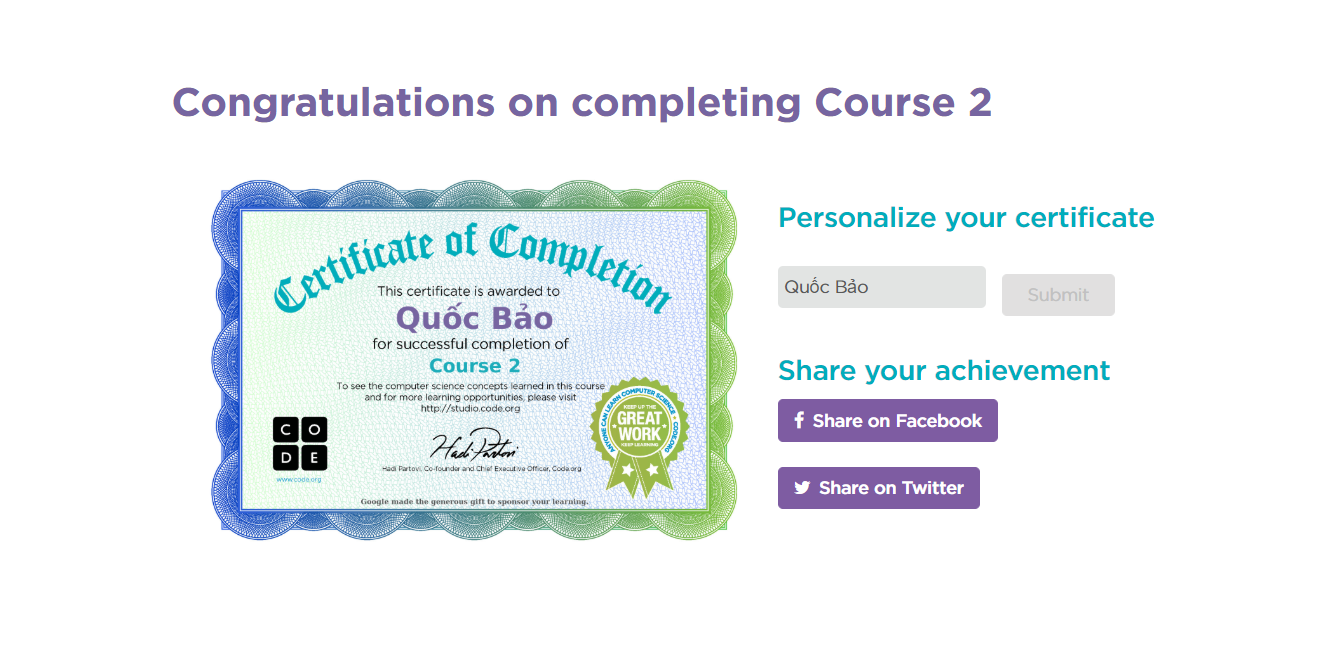 Congratulations on completing Course 2
Certificate of Completion
This certificate is awarded to
Quốc Bảo
for successful completion of
Course 2
To see the computer science concepts learned in this course
and for more learning opportunities, please visit
http://studio.code.org
C O
D E
www.code.org
Hadi Partovi
Hadi Partovi, Co-founder and Chief Executive Officer, Code.org
ANYONE CAN LEARN COMPUTER SCIENCE • CODE.ORG
KEEP UP THE
GREAT
WORK
KEEP LEARNING
Google made the generous gift to sponsor your learning.
Personalize your certificate
Quốc Bảo
Submit
Share your achievement
Share on Facebook
Share on Twitter